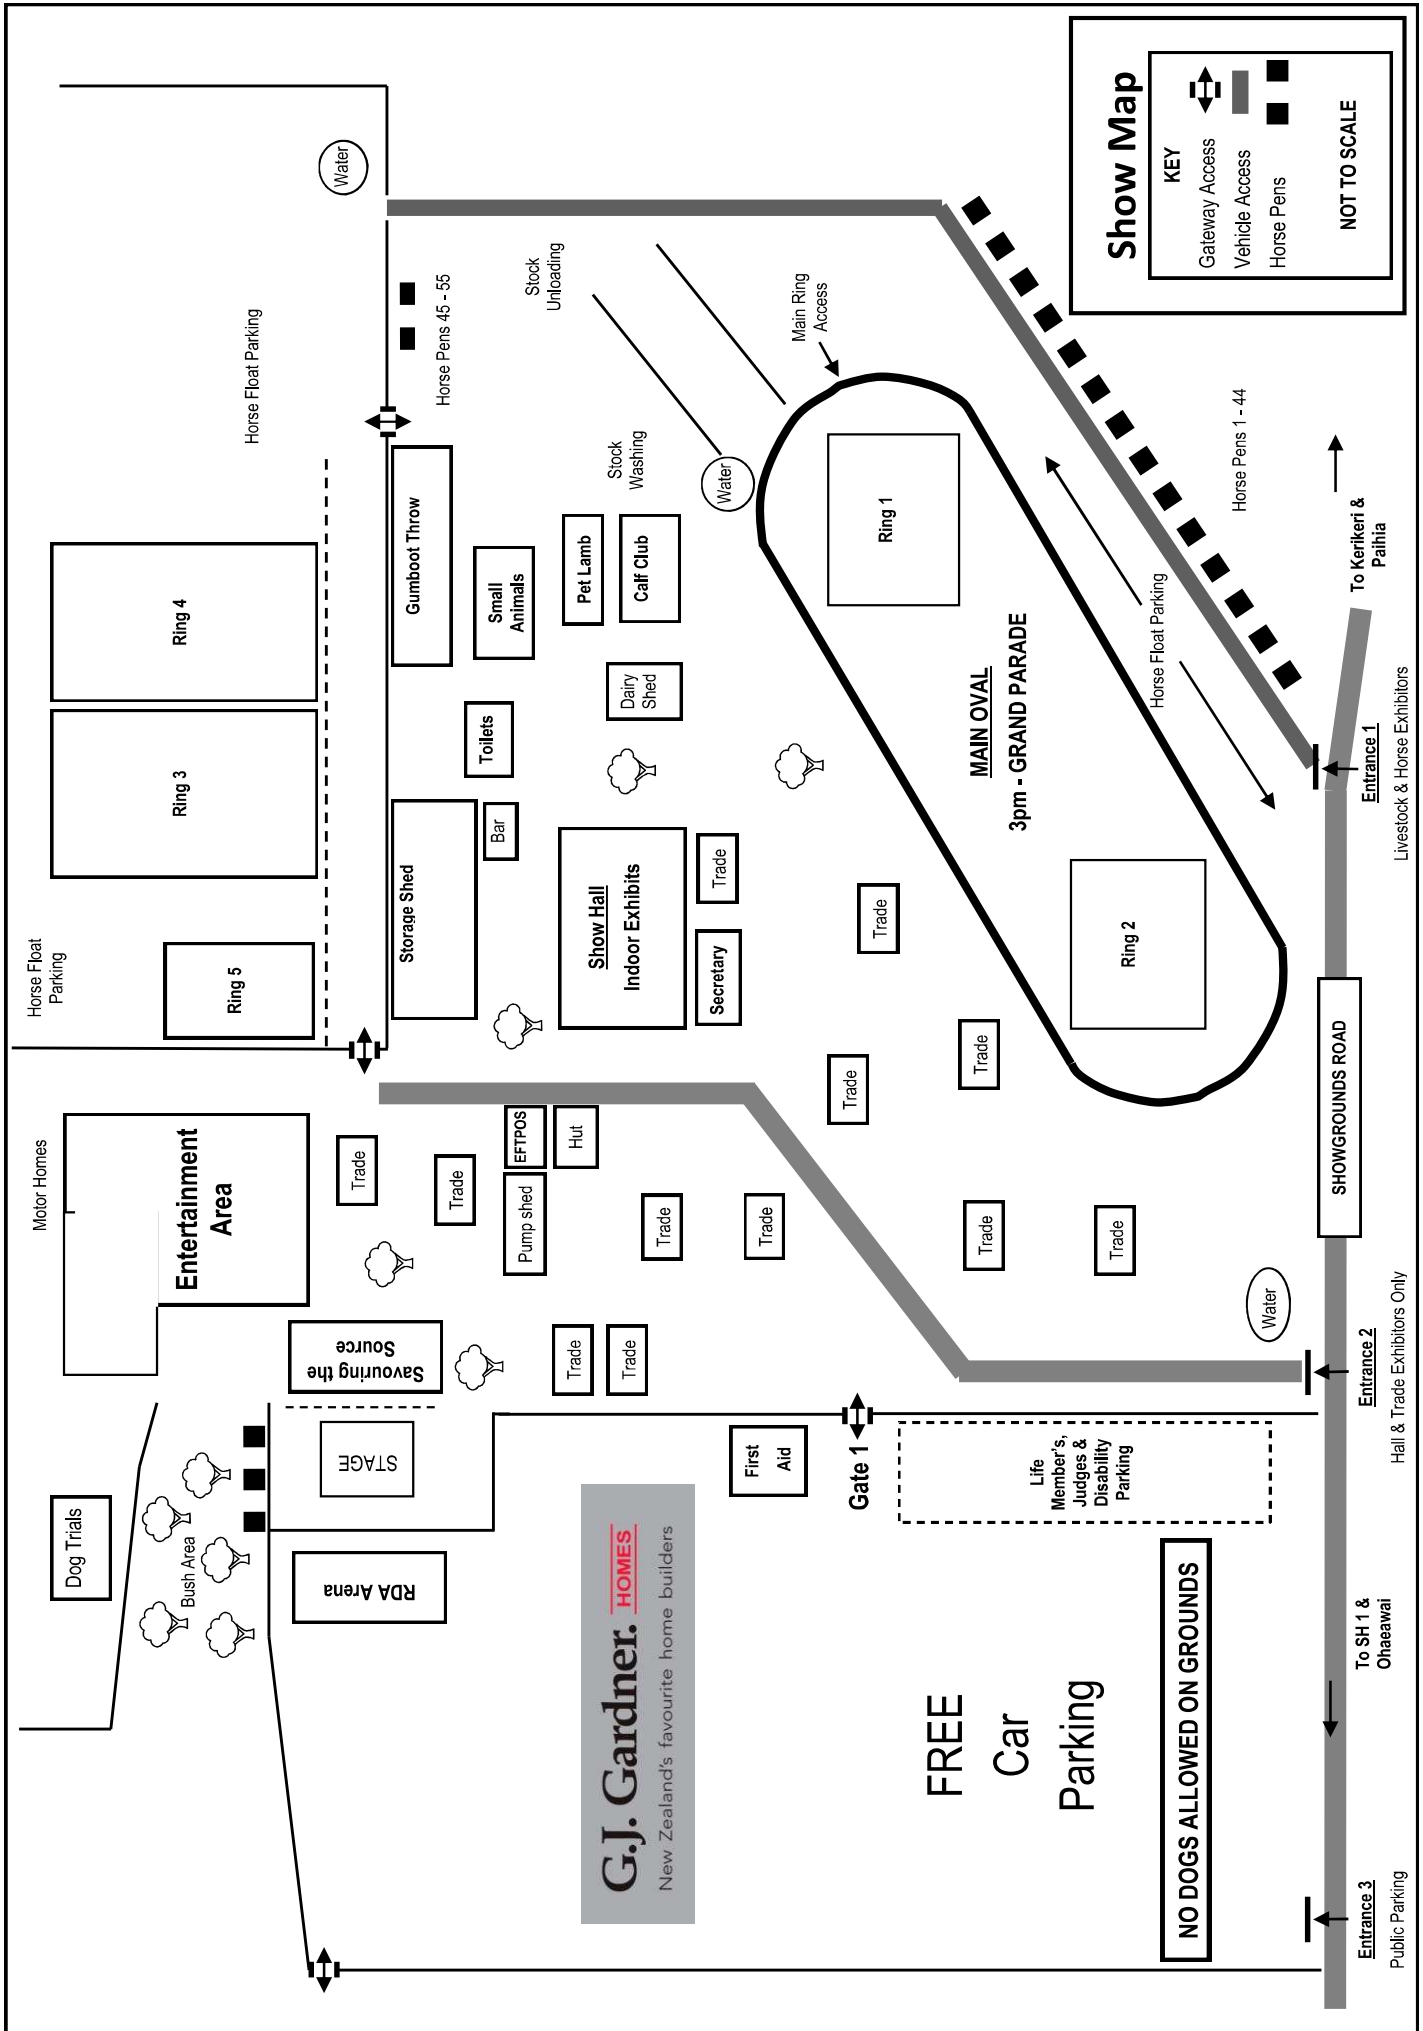 Show Map
KEY
Gateway Access
Vehicle Access
Horse Pens
NOT TO SCALE
Motor Homes
Horse Float
Parking
Dog Trials
Bush Area
Entertainment
Area
Ring 5
Ring 3
Ring 4
Horse Float Parking
Water
RDA Arena
STAGE
Savouring the
Source
Trade
Trade
Storage Shed
Gumboot Throw
Horse Pens 45 - 55
EFTPOS
Pump shed
Hut
Bar
Toilets
Small
Animals
Stock
Unloading
Trade
Trade
Show Hall
Indoor Exhibits
Dairy
Shed
Pet Lamb
Calf Club
Stock
Washing
G.J. Gardner. HOMES
New Zealand's favourite home builders
Trade
Trade
Secretary
Trade
Water
First
Aid
Gate 1
Trade
Trade
Main Ring
Access
Ring 1
FREE
Car
Parking
Life
Member's,
Judges &
Disability
Parking
Trade
Trade
Trade
MAIN OVAL
3pm - GRAND PARADE
Ring 2
Horse Float Parking
Horse Pens 1 - 44
NO DOGS ALLOWED ON GROUNDS
Water
SHOWGROUNDS ROAD
Entrance 3
Public Parking
To SH 1 &
Ohaeawai
Entrance 2
Hall & Trade Exhibitors Only
Entrance 1
Livestock & Horse Exhibitors
To Kerikeri &
Paihia